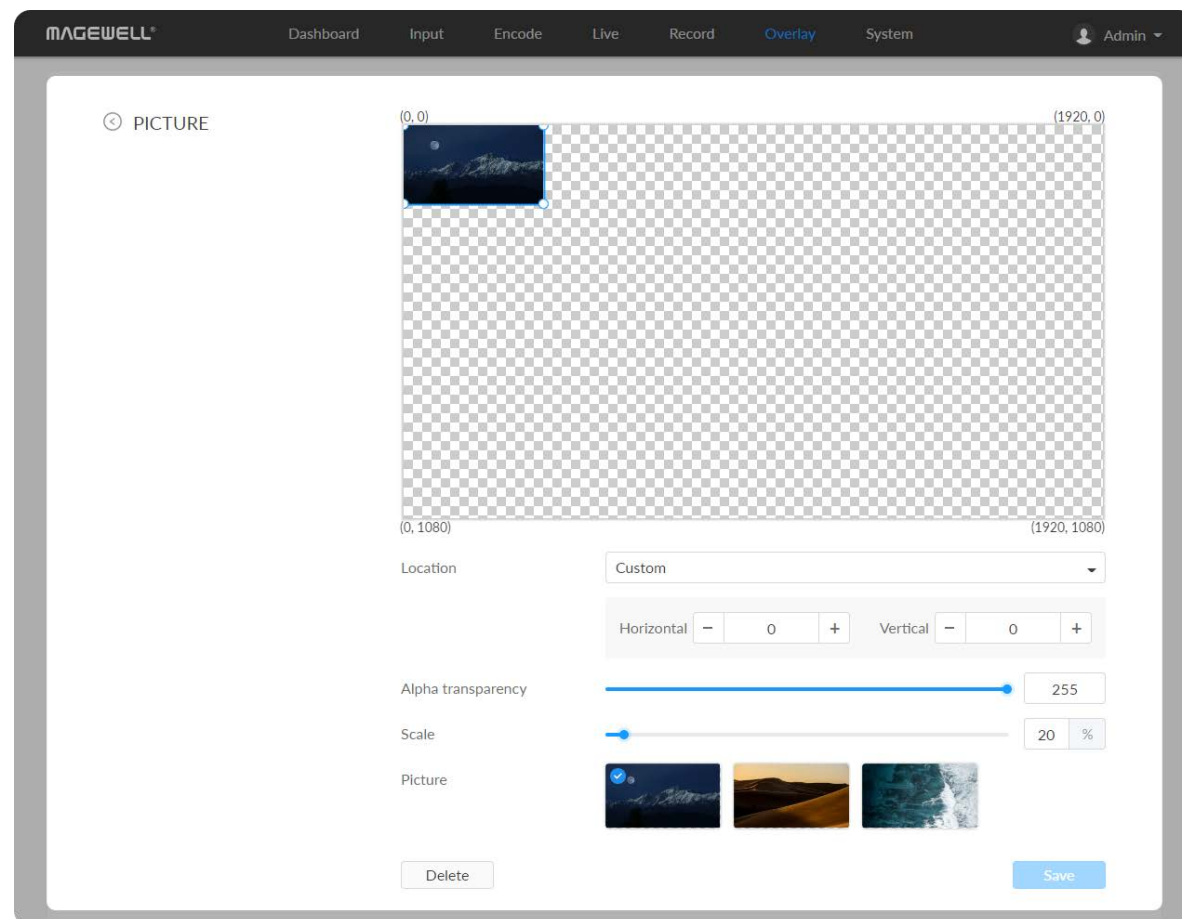 MAGEWELL® Dashboard Input Encode Live Record Overlay System Admin
PICTURE
(0, 0) (1920, 0)
(0, 1080) (1920, 1080)
Location Custom
Horizontal − 0 + Vertical − 0 +
Alpha transparency 255
Scale 20 %
Picture
Delete Save